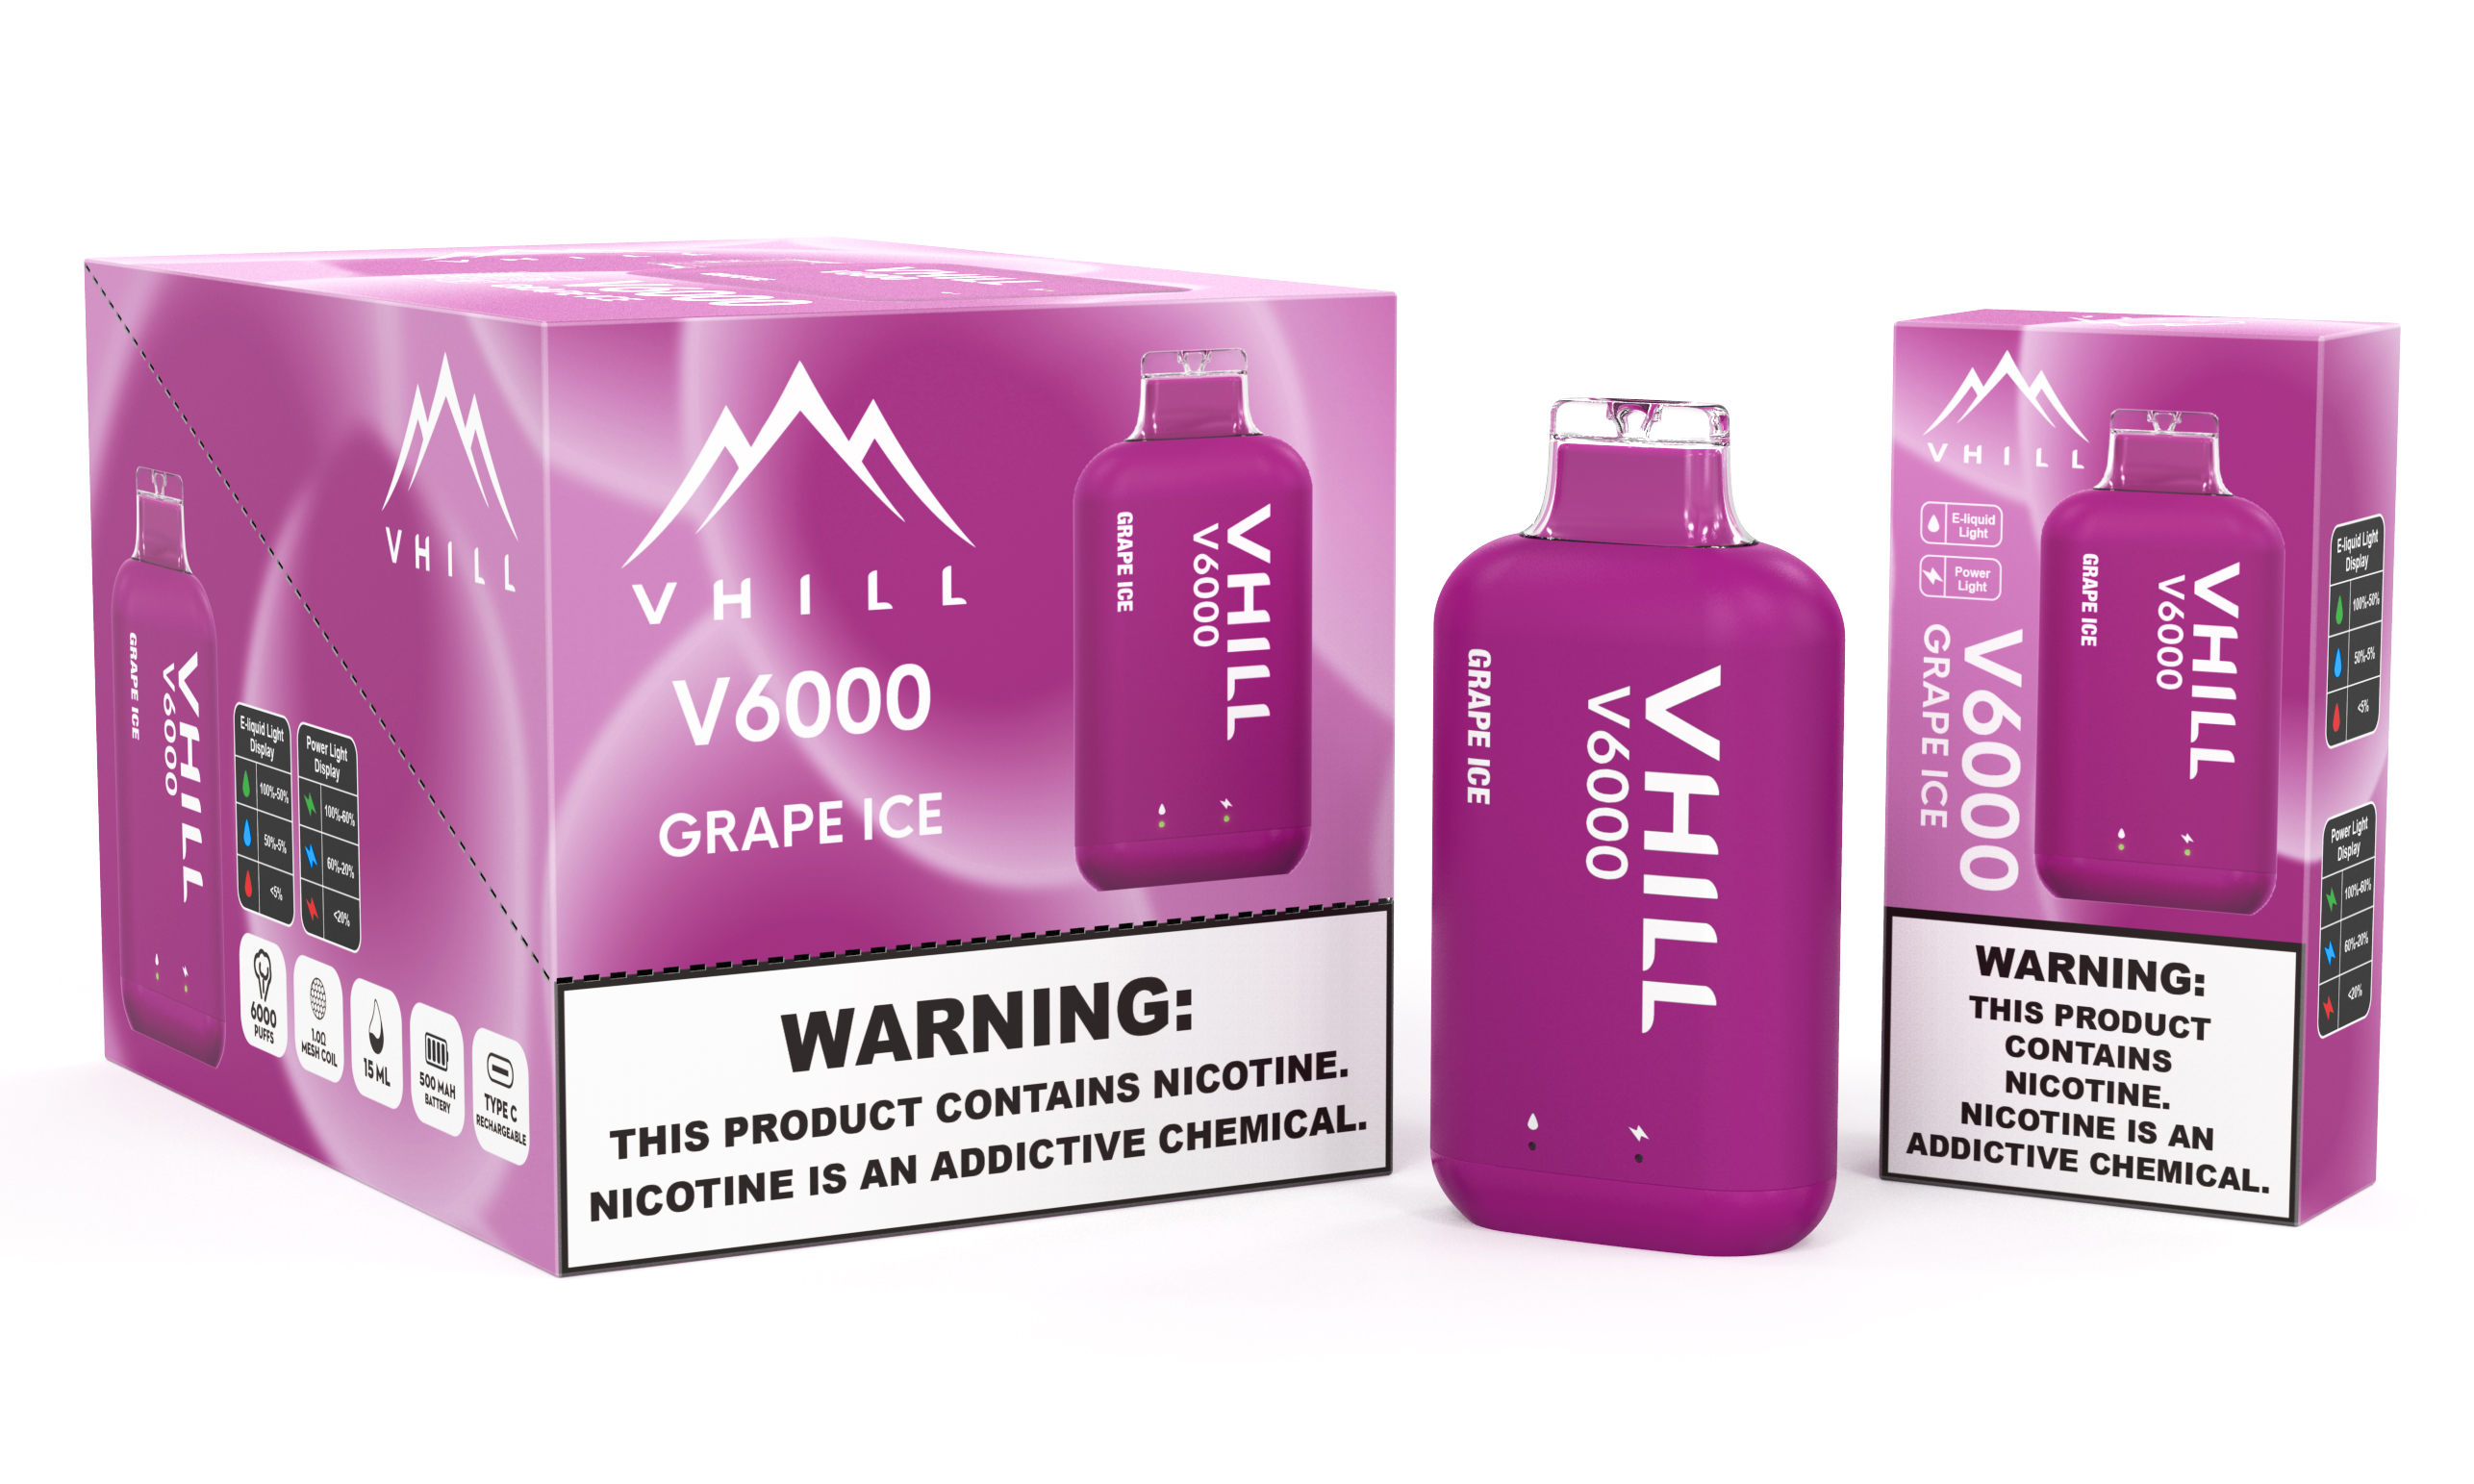 VHILL
GRAPE ICE
V6000
VHILL
E-liquid Light
Display
100%-50%
50%-5%
<5%
Power Light
Display
100%-60%
60%-20%
<20%
6000
PUFFS
1.0Ω
MESH COIL
15 ML
500 MAH
BATTERY
TYPE C
RECHARGEABLE
VHILL
V6000
GRAPE ICE
GRAPE ICE
V6000
VHILL
WARNING:
THIS PRODUCT CONTAINS NICOTINE.
NICOTINE IS AN ADDICTIVE CHEMICAL.
GRAPE ICE
V6000
VHILL
VHILL
E-liquid
Light
Power
Light
V6000
GRAPE ICE
GRAPE ICE
V6000
VHILL
WARNING:
THIS PRODUCT
CONTAINS
NICOTINE.
NICOTINE IS AN
ADDICTIVE CHEMICAL.
E-liquid Light
Display
100%-50%
50%-5%
<5%
Power Light
Display
100%-60%
60%-20%
<20%